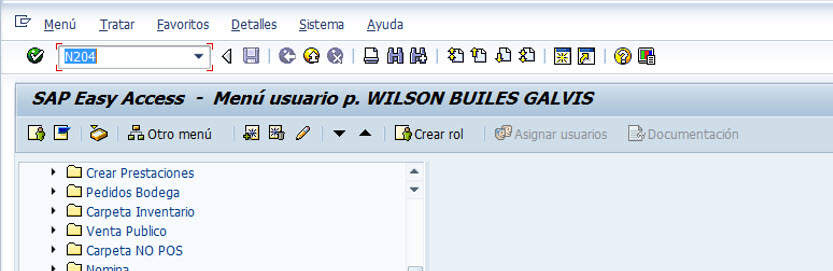 Menú Tratar Favoritos Detalles Sistema Ayuda
N204
SAP Easy Access - Menú usuario p. WILSON BUILES GALVIS
Otro menú Crear rol Asignar usuarios Documentación
Crear Prestaciones
Pedidos Bodega
Carpeta Inventario
Venta Publico
Carpeta NO POS
Nomina